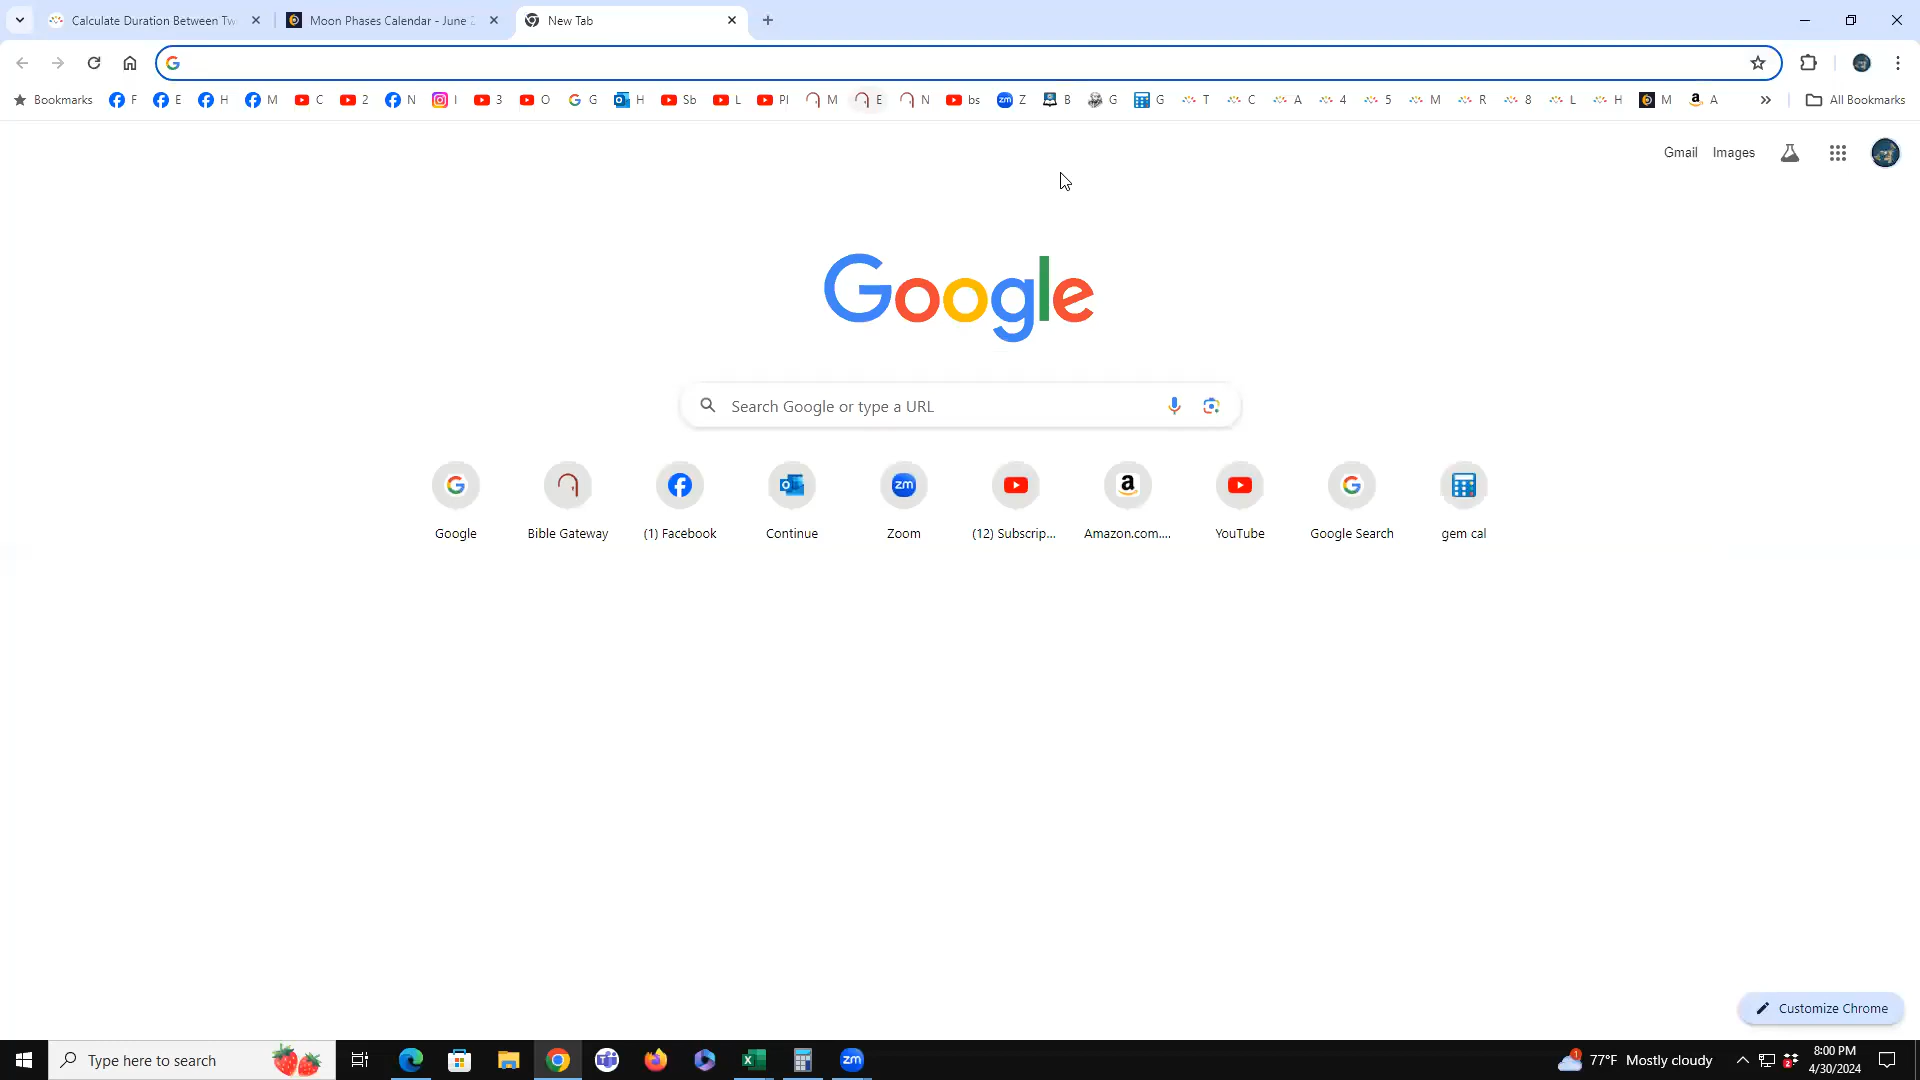 Calculate Duration Between Tw
Moon Phases Calendar - June 2
New Tab
Bookmarks F E H M C 2 N I 3 O G H Sb L Pl M E N bs Z B G G T C A 4 5 M R 8 L H M A » All Bookmarks
Gmail Images
Google
Search Google or type a URL
Google
Bible Gateway
(1) Facebook
Continue
Zoom
(12) Subscrip...
Amazon.com....
YouTube
Google Search
gem cal
Customize Chrome
Type here to search
77°F Mostly cloudy
8:00 PM
4/30/2024